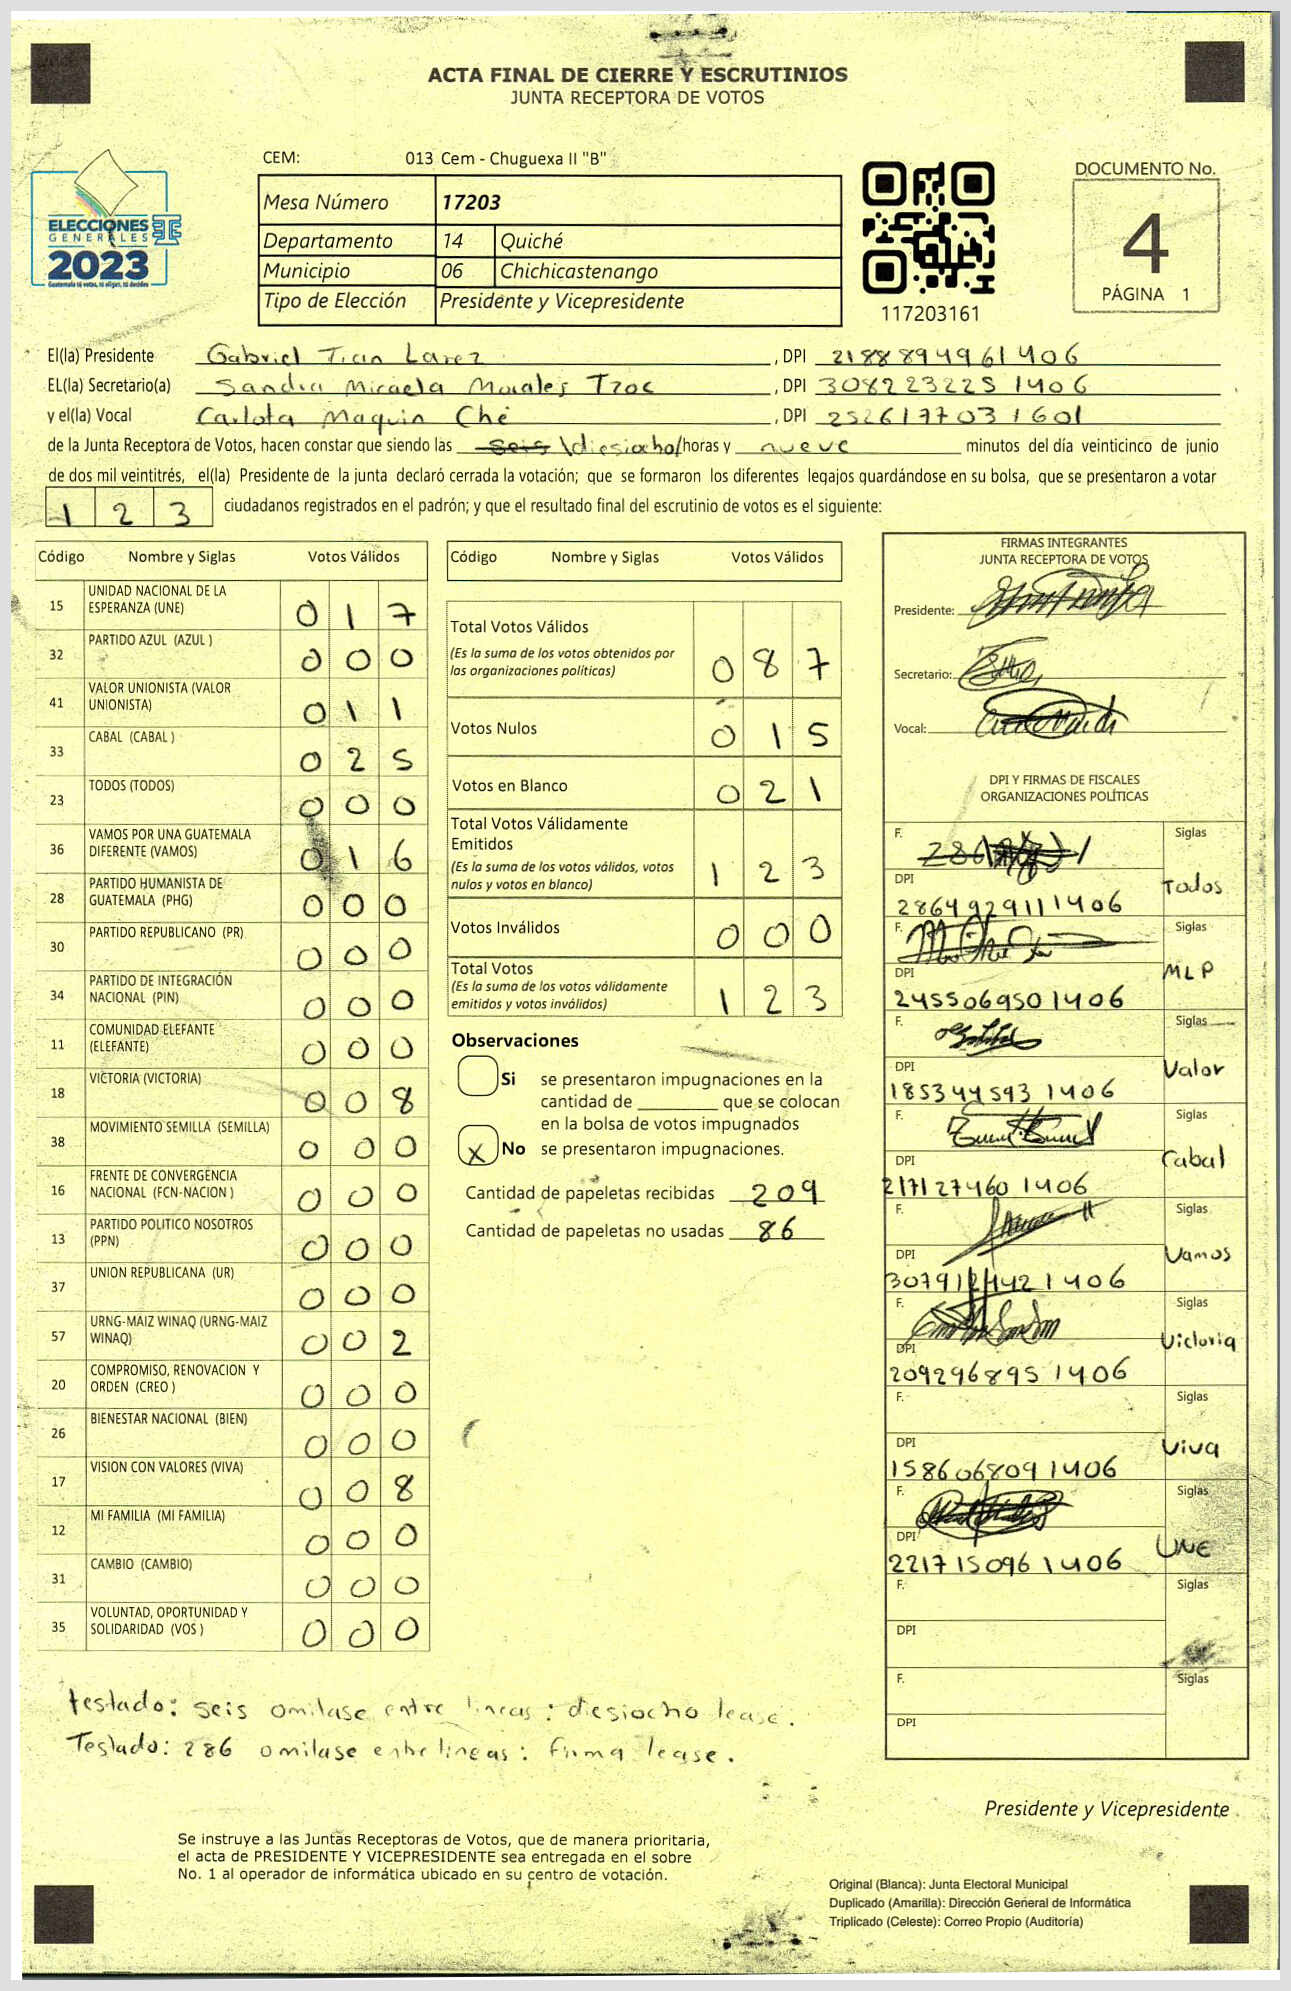 ACTA FINAL DE CIERRE Y ESCRUTINIOS
JUNTA RECEPTORA DE VOTOS
CEM: 013 Cem - Chuguexa II "B"
ELECCIONES
GENERALES
2023
Guatemala tú votas, tú eliges, tú decides
Mesa Número 17203
Departamento 14 Quiché
Municipio 06 Chichicastenango
Tipo de Elección Presidente y Vicepresidente
117203161
DOCUMENTO No.
4
PÁGINA 1
El(la) Presidente Gabriel Tian Larez, DPI 2188894961406
EL(la) Secretario(a) Sandra Micaela Morales Tzoc, DPI 3082232251406
y el(la) Vocal Carlota Maquin Ché, DPI 2526177031601
de la Junta Receptora de Votos, hacen constar que siendo las seis \diesiocho/ horas y nueve minutos del día veinticinco de junio
de dos mil veintitrés, el(la) Presidente de la junta declaró cerrada la votación; que se formaron los diferentes legajos guardándose en su bolsa, que se presentaron a votar
1 2 3 ciudadanos registrados en el padrón; y que el resultado final del escrutinio de votos es el siguiente:
Código Nombre y Siglas Votos Válidos
15 UNIDAD NACIONAL DE LA
ESPERANZA (UNE) 0 1 7
32 PARTIDO AZUL (AZUL ) 0 0 0
41 VALOR UNIONISTA (VALOR
UNIONISTA) 0 1 1
33 CABAL (CABAL ) 0 2 5
23 TODOS (TODOS) 0 0 0
36 VAMOS POR UNA GUATEMALA
DIFERENTE (VAMOS) 0 1 6
28 PARTIDO HUMANISTA DE
GUATEMALA (PHG) 0 0 0
30 PARTIDO REPUBLICANO (PR) 0 0 0
34 PARTIDO DE INTEGRACIÓN
NACIONAL (PIN) 0 0 0
11 COMUNIDAD ELEFANTE
(ELEFANTE) 0 0 0
18 VICTORIA (VICTORIA) 0 0 8
38 MOVIMIENTO SEMILLA (SEMILLA) 0 0 0
16 FRENTE DE CONVERGENCIA
NACIONAL (FCN-NACION ) 0 0 0
13 PARTIDO POLITICO NOSOTROS
(PPN) 0 0 0
37 UNION REPUBLICANA (UR) 0 0 0
57 URNG-MAIZ WINAQ (URNG-MAIZ
WINAQ) 0 0 2
20 COMPROMISO, RENOVACION Y
ORDEN (CREO ) 0 0 0
26 BIENESTAR NACIONAL (BIEN) 0 0 0
17 VISION CON VALORES (VIVA) 0 0 8
12 MI FAMILIA (MI FAMILIA) 0 0 0
31 CAMBIO (CAMBIO) 0 0 0
35 VOLUNTAD, OPORTUNIDAD Y
SOLIDARIDAD (VOS ) 0 0 0
Código Nombre y Siglas Votos Válidos
Total Votos Válidos
(Es la suma de los votos obtenidos por
las organizaciones políticas) 0 8 7
Votos Nulos 0 1 5
Votos en Blanco 0 2 1
Total Votos Válidamente
Emitidos
(Es la suma de los votos válidos, votos
nulos y votos en blanco) 1 2 3
Votos Inválidos 0 0 0
Total Votos
(Es la suma de los votos válidamente
emitidos y votos inválidos) 1 2 3
Observaciones
Si se presentaron impugnaciones en la
cantidad de ________ que se colocan
en la bolsa de votos impugnados
X No se presentaron impugnaciones.
Cantidad de papeletas recibidas 209
Cantidad de papeletas no usadas 86
FIRMAS INTEGRANTES
JUNTA RECEPTORA DE VOTOS
Presidente:
Secretario:
Vocal:
DPI Y FIRMAS DE FISCALES
ORGANIZACIONES POLÍTICAS
F. Siglas
DPI Todos
2864929111406
F. Siglas
DPI MLP
2455069501406
F. Siglas
DPI Valor
1853445931406
F. Siglas
DPI Cabal
2171274601406
F. Siglas
DPI Vamos
3079124421406
F. Siglas
DPI Victoria
2092968951406
F. Siglas
DPI Viva
1586068091406
F. Siglas
DPI UNE
2217150961406
F. Siglas
DPI
F. Siglas
DPI
testado: seis omitase entre lineas: diesiocho lease.
Testado: 286 omitase entre lineas: firma lease.
Presidente y Vicepresidente
Se instruye a las Juntas Receptoras de Votos, que de manera prioritaria,
el acta de PRESIDENTE Y VICEPRESIDENTE sea entregada en el sobre
No. 1 al operador de informática ubicado en su centro de votación.
Original (Blanca): Junta Electoral Municipal
Duplicado (Amarilla): Dirección General de Informática
Triplicado (Celeste): Correo Propio (Auditoría)